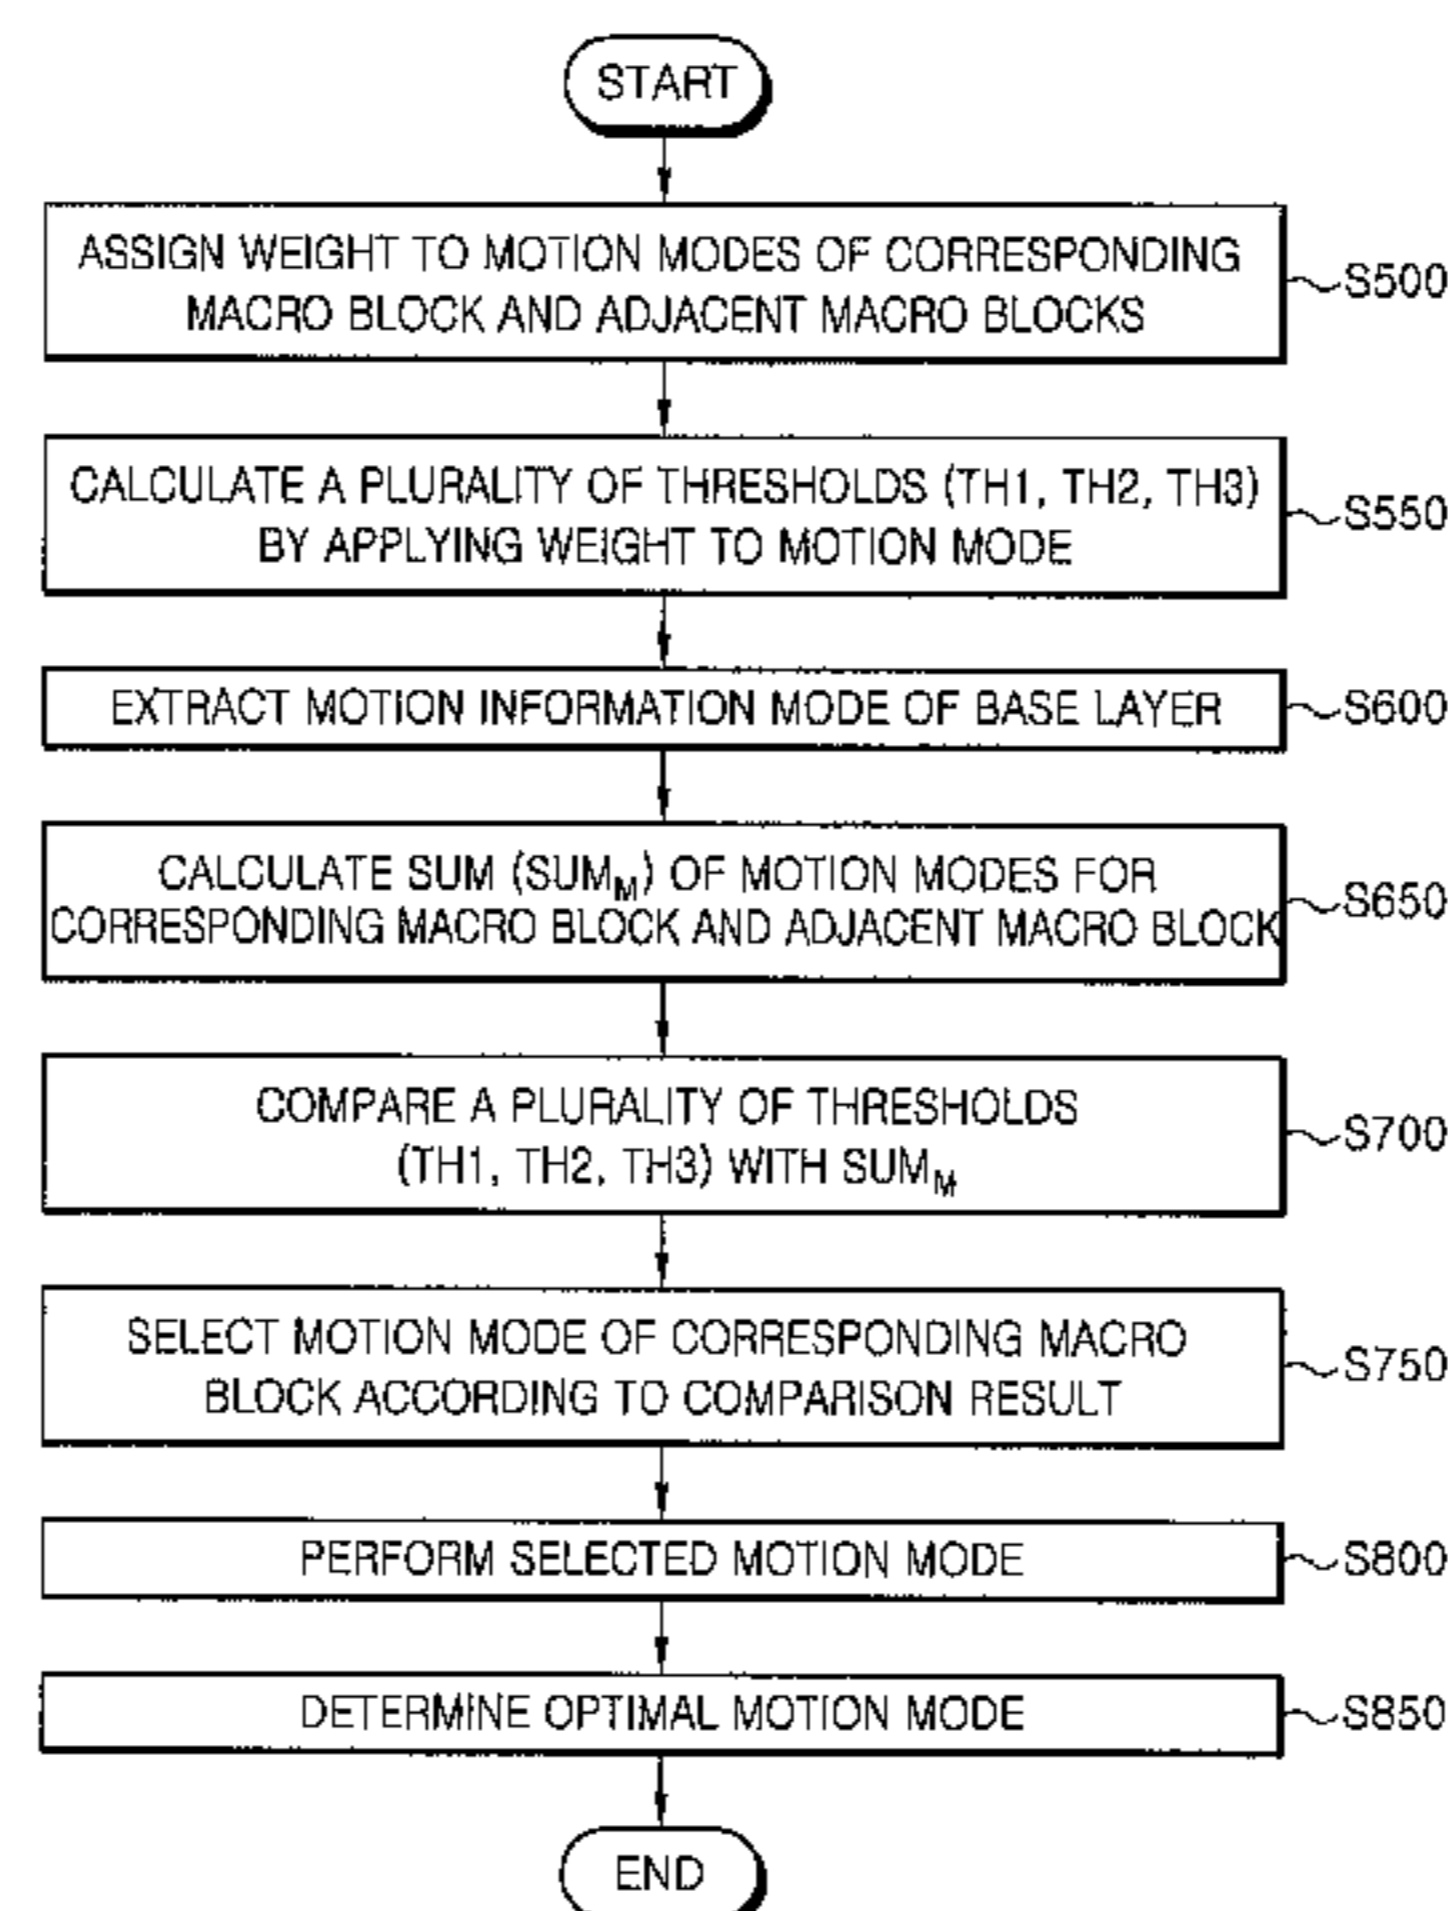 START
ASSIGN WEIGHT TO MOTION MODES OF CORRESPONDING
MACRO BLOCK AND ADJACENT MACRO BLOCKS
S500
CALCULATE A PLURALITY OF THRESHOLDS (TH1, TH2, TH3)
BY APPLYING WEIGHT TO MOTION MODE
S550
EXTRACT MOTION INFORMATION MODE OF BASE LAYER
S600
CALCULATE SUM (SUMM) OF MOTION MODES FOR
CORRESPONDING MACRO BLOCK AND ADJACENT MACRO BLOCK
S650
COMPARE A PLURALITY OF THRESHOLDS
(TH1, TH2, TH3) WITH SUMM
S700
SELECT MOTION MODE OF CORRESPONDING MACRO
BLOCK ACCORDING TO COMPARISON RESULT
S750
PERFORM SELECTED MOTION MODE
S800
DETERMINE OPTIMAL MOTION MODE
S850
END